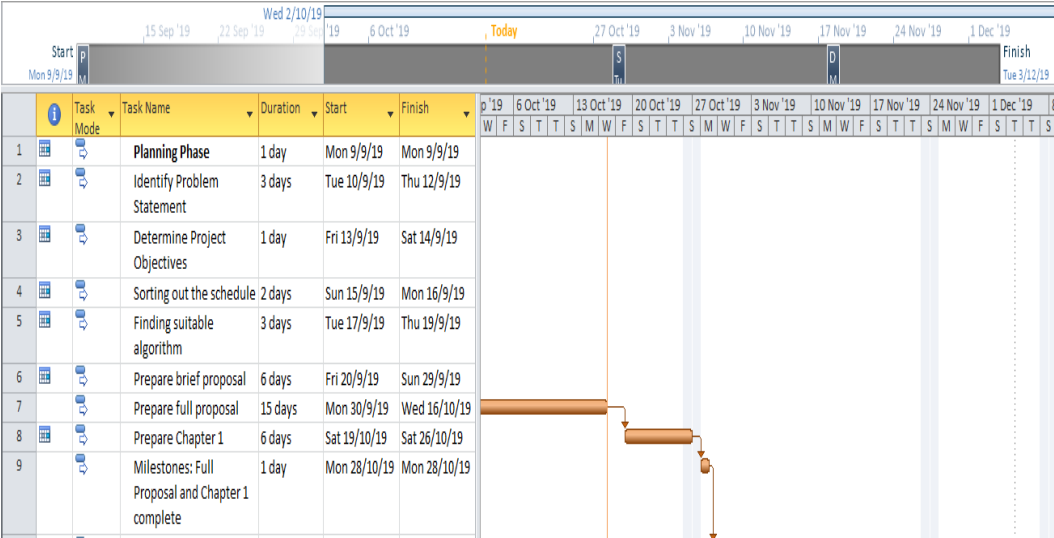 Wed 2/10/19
15 Sep '19 22 Sep '19 29 Sep '19 6 Oct '19 Today 27 Oct '19 3 Nov '19 10 Nov '19 17 Nov '19 24 Nov '19 1 Dec '19
Start P S D Finish
Mon 9/9/19 M Tu M Tue 3/12/19
Task Mode Task Name Duration Start Finish p '19 6 Oct '19 13 Oct '19 20 Oct '19 27 Oct '19 3 Nov '19 10 Nov '19 17 Nov '19 24 Nov '19 1 Dec '19 8
W F S T T S M W F S T T S M W F S T T S M W F S T T S M W F S T T S
1 Planning Phase 1 day Mon 9/9/19 Mon 9/9/19
2 Identify Problem Statement 3 days Tue 10/9/19 Thu 12/9/19
3 Determine Project Objectives 1 day Fri 13/9/19 Sat 14/9/19
4 Sorting out the schedule 2 days Sun 15/9/19 Mon 16/9/19
5 Finding suitable algorithm 3 days Tue 17/9/19 Thu 19/9/19
6 Prepare brief proposal 6 days Fri 20/9/19 Sun 29/9/19
7 Prepare full proposal 15 days Mon 30/9/19 Wed 16/10/19
8 Prepare Chapter 1 6 days Sat 19/10/19 Sat 26/10/19
9 Milestones: Full Proposal and Chapter 1 complete 1 day Mon 28/10/19 Mon 28/10/19